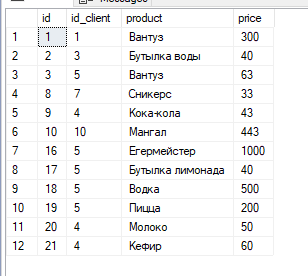 Messages
id id_client product price
1 1 1 Вантуз 300
2 2 3 Бутылка воды 40
3 3 5 Вантуз 63
4 8 7 Сникерс 33
5 9 4 Кока-кола 43
6 10 10 Мангал 443
7 16 5 Егермейстер 1000
8 17 5 Бутылка лимонада 40
9 18 5 Водка 500
10 19 5 Пицца 200
11 20 4 Молоко 50
12 21 4 Кефир 60